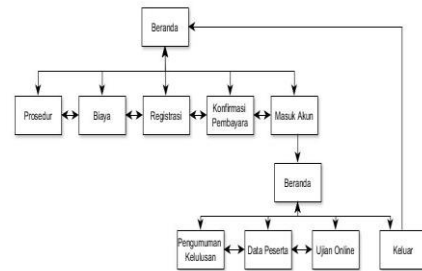 Beranda
Prosedur
Biaya
Registrasi
Konfirmasi
Pembayara
Masuk Akun
Beranda
Pengumuman
Kelulusan
Data Peserta
Ujian Online
Keluar